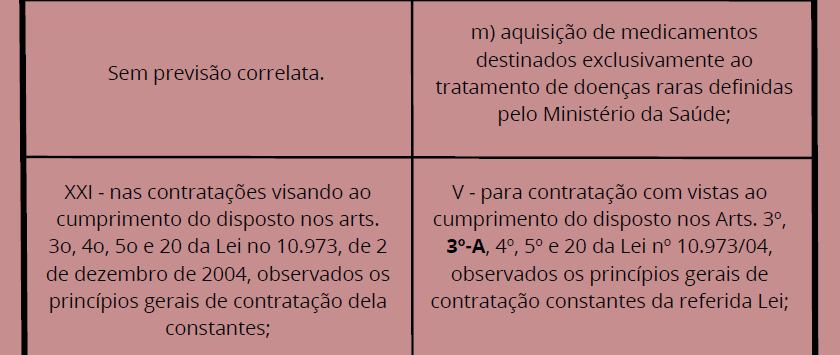 Sem previsão correlata.
m) aquisição de medicamentos
destinados exclusivamente ao
tratamento de doenças raras definidas
pelo Ministério da Saúde;
XXI - nas contratações visando ao
cumprimento do disposto nos arts.
3o, 4o, 5o e 20 da Lei no 10.973, de 2
de dezembro de 2004, observados os
princípios gerais de contratação dela
constantes;
V - para contratação com vistas ao
cumprimento do disposto nos Arts. 3º,
3º-A, 4º, 5º e 20 da Lei nº 10.973/04,
observados os princípios gerais de
contratação constantes da referida Lei;